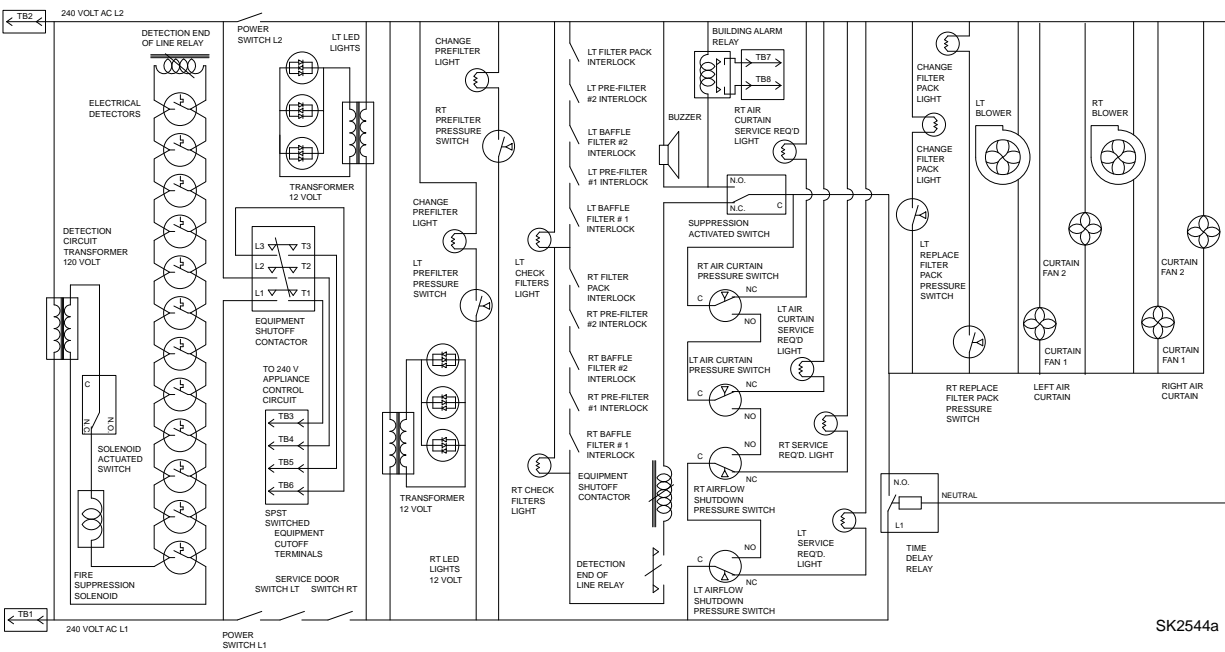 TB2
240 VOLT AC L2
DETECTION END
OF LINE RELAY
ELECTRICAL
DETECTORS
DETECTION
CIRCUIT
TRANSFORMER
120 VOLT
C
N.C.
N.O.
SOLENOID
ACTUATED
SWITCH
FIRE
SUPPRESSION
SOLENOID
TB1
240 VOLT AC L1
POWER
SWITCH L2
LT LED
LIGHTS
TRANSFORMER
12 VOLT
L3
T3
L2
T2
L1
T1
EQUIPMENT
SHUTOFF
CONTACTOR
TO 240 V
APPLIANCE
CONTROL
CIRCUIT
TB3
TB4
TB5
TB6
SPST
SWITCHED
EQUIPMENT
CUTOFF
TERMINALS
SERVICE DOOR
SWITCH LT
SWITCH RT
POWER
SWITCH L1
CHANGE
PREFILTER
LIGHT
RT
PREFILTER
PRESSURE
SWITCH
CHANGE
PREFILTER
LIGHT
LT
PREFILTER
PRESSURE
SWITCH
TRANSFORMER
12 VOLT
RT LED
LIGHTS
12 VOLT
LT
CHECK
FILTERS
LIGHT
RT CHECK
FILTERS
LIGHT
LT FILTER PACK
INTERLOCK
LT PRE-FILTER
#2 INTERLOCK
LT BAFFLE
FILTER #2
INTERLOCK
LT PRE-FILTER
#1 INTERLOCK
LT BAFFLE
FILTER # 1
INTERLOCK
RT FILTER
PACK
INTERLOCK
RT PRE-FILTER
#2 INTERLOCK
RT BAFFLE
FILTER #2
INTERLOCK
RT PRE-FILTER
#1 INTERLOCK
RT BAFFLE
FILTER # 1
INTERLOCK
EQUIPMENT
SHUTOFF
CONTACTOR
DETECTION
END OF
LINE RELAY
BUILDING ALARM
RELAY
TB7
TB8
BUZZER
RT AIR
CURTAIN
SERVICE REQ'D
LIGHT
N.O.
N.C.
C
SUPPRESSION
ACTIVATED SWITCH
RT AIR CURTAIN
PRESSURE SWITCH
C
NC
NO
LT AIR
CURTAIN
SERVICE
REQ'D
LIGHT
LT AIR CURTAIN
PRESSURE SWITCH
C
NC
NO
RT SERVICE
REQ'D. LIGHT
C
NO
NC
RT AIRFLOW
SHUTDOWN
PRESSURE SWITCH
LT
SERVICE
REQ'D.
LIGHT
C
NO
NC
LT AIRFLOW
SHUTDOWN
PRESSURE SWITCH
CHANGE
FILTER
PACK
LIGHT
CHANGE
FILTER
PACK
LIGHT
LT
REPLACE
FILTER
PACK
PRESSURE
SWITCH
RT REPLACE
FILTER PACK
PRESSURE
SWITCH
N.O.
L1
NEUTRAL
TIME
DELAY
RELAY
LT
BLOWER
CURTAIN
FAN 2
CURTAIN
FAN 1
LEFT AIR
CURTAIN
RT
BLOWER
CURTAIN
FAN 2
CURTAIN
FAN 1
RIGHT AIR
CURTAIN
SK2544a